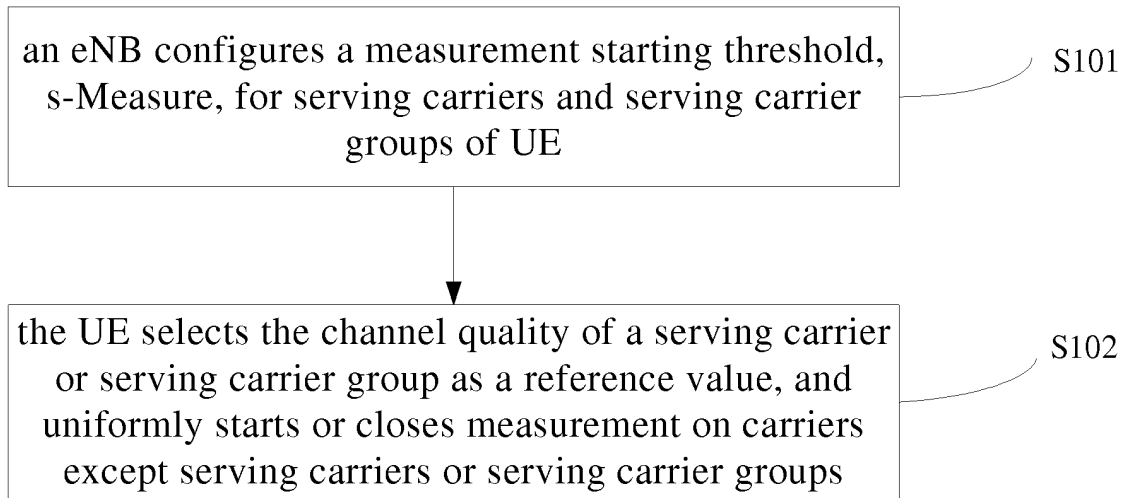 an eNB configures a measurement starting threshold,
s-Measure, for serving carriers and serving carrier
groups of UE
S101
the UE selects the channel quality of a serving carrier
or serving carrier group as a reference value, and
uniformly starts or closes measurement on carriers
except serving carriers or serving carrier groups
S102